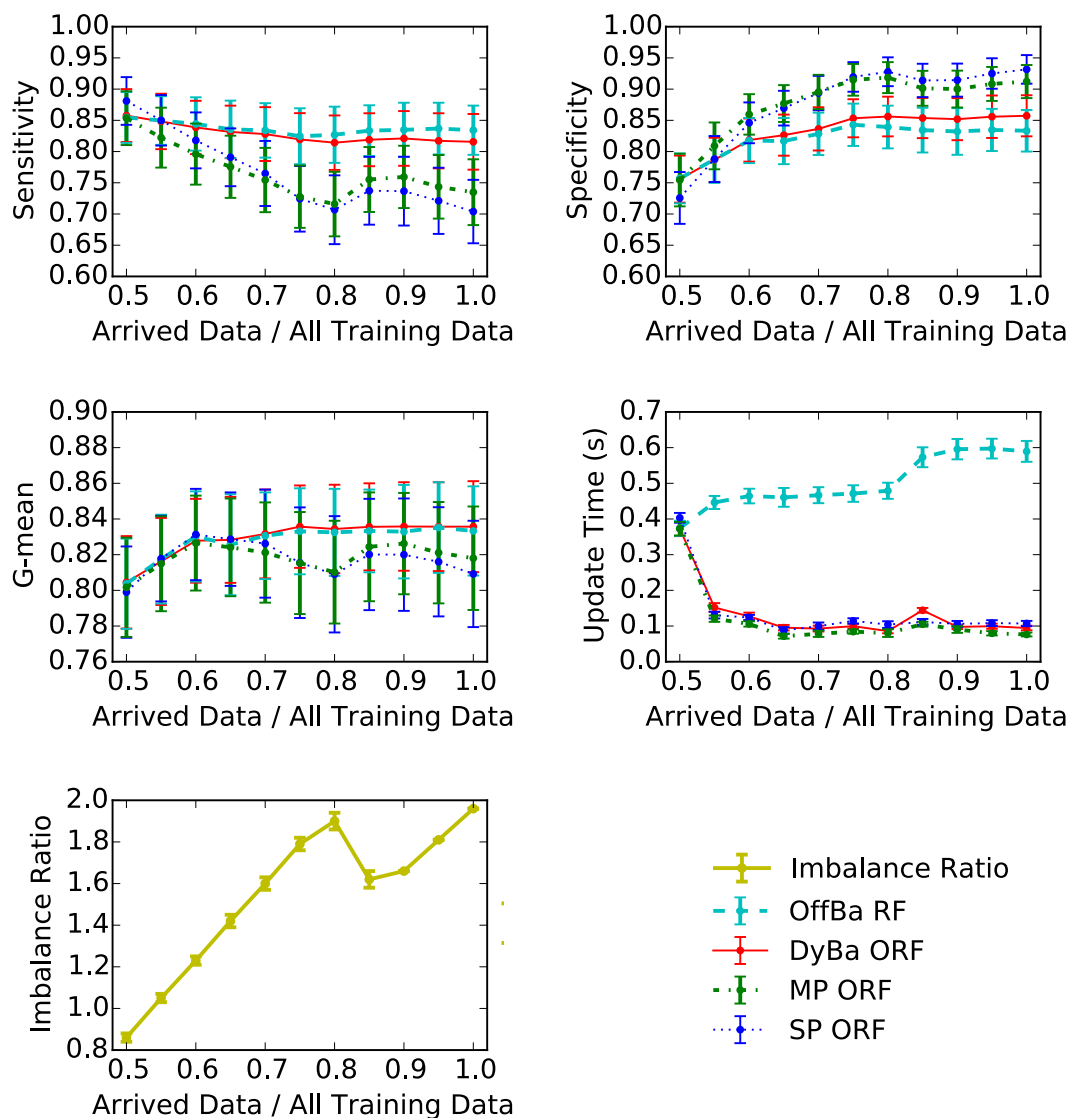 1.00
0.95
0.90
0.85
0.80
0.75
0.70
0.65
0.60
Sensitivity
0.5 0.6 0.7 0.8 0.9 1.0
Arrived Data / All Training Data
1.00
0.95
0.90
0.85
0.80
0.75
0.70
0.65
0.60
Specificity
0.5 0.6 0.7 0.8 0.9 1.0
Arrived Data / All Training Data
0.90
0.88
0.86
0.84
0.82
0.80
0.78
0.76
G-mean
0.5 0.6 0.7 0.8 0.9 1.0
Arrived Data / All Training Data
0.7
0.6
0.5
0.4
0.3
0.2
0.1
0.0
Update Time (s)
0.5 0.6 0.7 0.8 0.9 1.0
Arrived Data / All Training Data
2.0
1.8
1.6
1.4
1.2
1.0
0.8
Imbalance Ratio
0.5 0.6 0.7 0.8 0.9 1.0
Arrived Data / All Training Data
Imbalance Ratio
OffBa RF
DyBa ORF
MP ORF
SP ORF